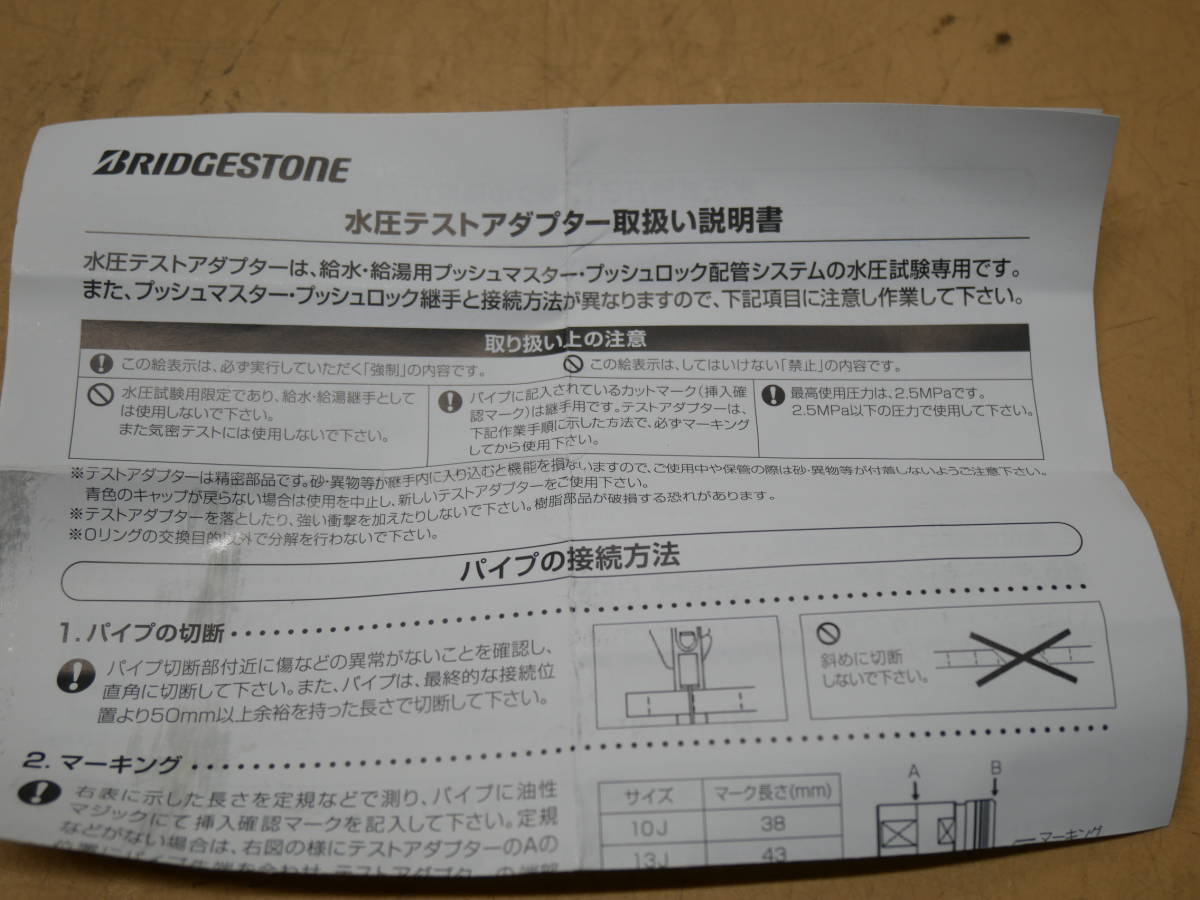 BRIDGESTONE
水圧テストアダプター取扱い説明書
水圧テストアダプターは、給水・給湯用プッシュマスター・プッシュロック配管システムの水圧試験専用です。
また、プッシュマスター・プッシュロック継手と接続方法が異なりますので、下記項目に注意し作業して下さい。
取り扱い上の注意
この絵表示は、必ず実行していただく「強制」の内容です。
この絵表示は、してはいけない「禁止」の内容です。
水圧試験用限定であり、給水・給湯継手として
は使用しないで下さい。
また気密テストには使用しないで下さい。
パイプに記入されているカットマーク(挿入確
認マーク)は継手用です。テストアダプターは、
下記作業手順に示した方法で、必ずマーキング
してから使用下さい。
最高使用圧力は、2.5MPaです。
2.5MPa以下の圧力で使用して下さい。
※テストアダプターは精密部品です。砂・異物等が継手内に入り込むと機能を損ないますので、ご使用中や保管の際は砂・異物等が付着しないようご注意下さい。
青色のキャップが戻らない場合は使用を中止し、新しいテストアダプターをご使用下さい。
※テストアダプターを落としたり、強い衝撃を加えたりしないで下さい。樹脂部品が破損する恐れがあります。
※Oリングの交換目的以外で分解を行わないで下さい。
パイプの接続方法
1. パイプの切断
パイプ切断部付近に傷などの異常がないことを確認し、
直角に切断して下さい。また、パイプは、最終的な接続位
置より50mm以上余裕を持った長さで切断して下さい。
斜めに切断
しないで下さい。
2. マーキング
右表に示した長さを定規などで測り、パイプに油性
マジックにて挿入確認マークを記入して下さい。定規
などがない場合は、右図の様にテストアダプターのAの
位置にパイプ先端を合わせ、テストアダプターの端部
サイズ マーク長さ(mm)
10J 38
13J 43
A B
マーキング